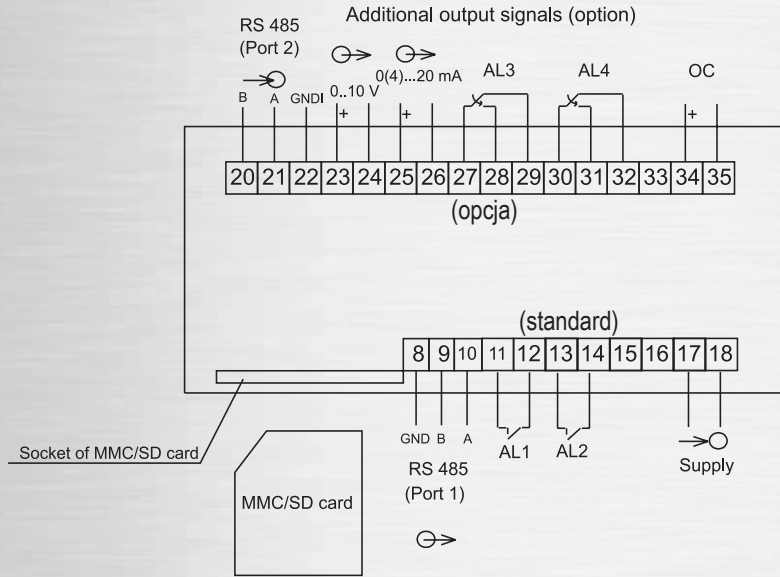 Additional output signals (option)
RS 485
(Port 2)
0(4)...20 mA
AL3
AL4
OC
0..10 V
B A GNDI
+ + +
20 21 22 23 24 25 26 27 28 29 30 31 32 33 34 35
(opcja)
(standard)
8 9 10 11 12 13 14 15 16 17 18
GND B A
AL1
AL2
Supply
RS 485
(Port 1)
Socket of MMC/SD card
MMC/SD card